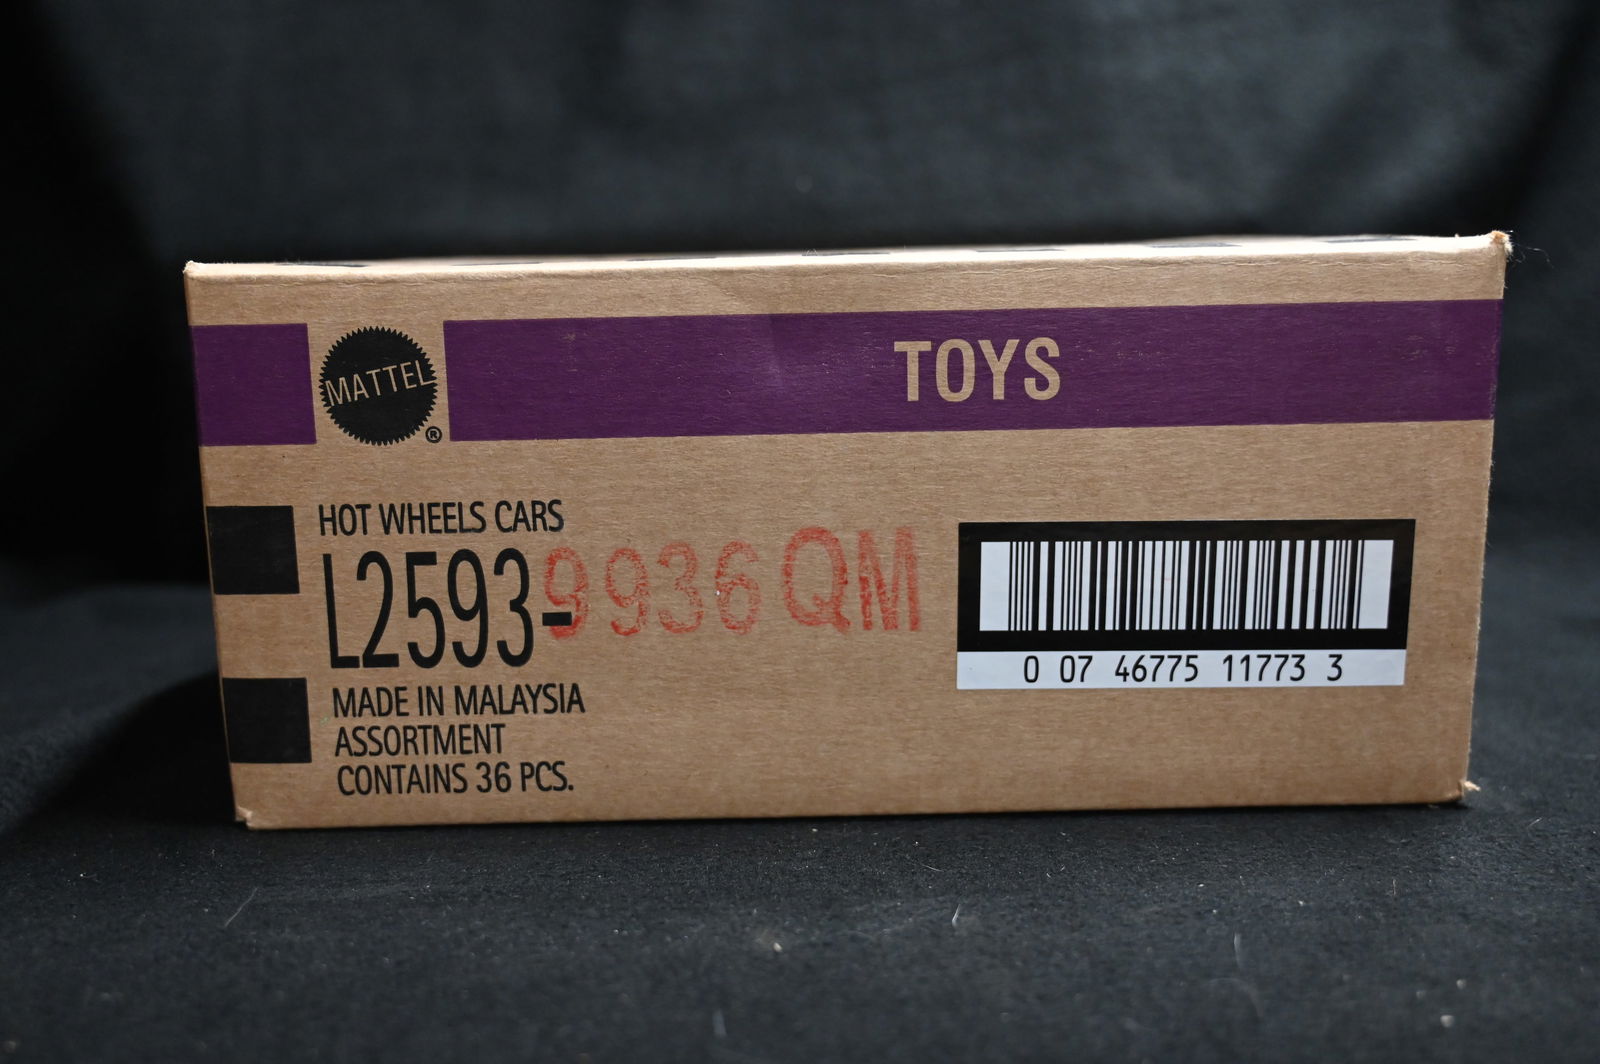 MATTEL ®
TOYS
HOT WHEELS CARS
L2593-9936 QM
MADE IN MALAYSIA
ASSORTMENT
CONTAINS 36 PCS.
0 07 46775 11773 3